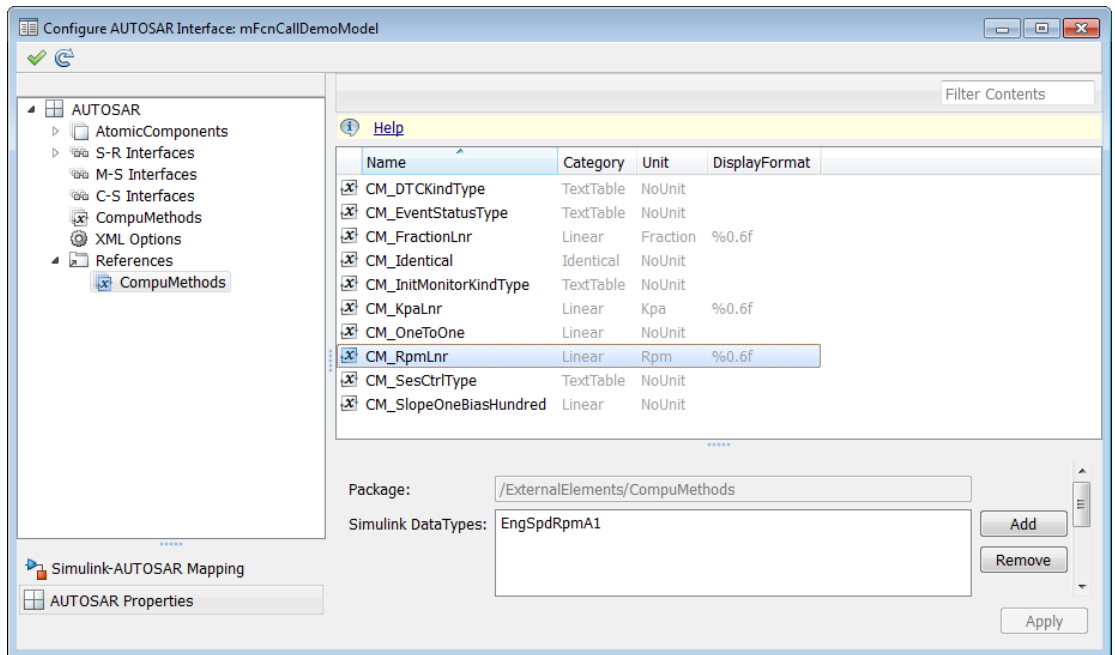 Configure AUTOSAR Interface: mFcnCallDemoModel
Filter Contents
AUTOSAR
AtomicComponents
S-R Interfaces
M-S Interfaces
C-S Interfaces
CompuMethods
XML Options
References
CompuMethods
Help
Name Category Unit DisplayFormat
CM_DTCKindType TextTable NoUnit
CM_EventStatusType TextTable NoUnit
CM_FractionLnr Linear Fraction %0.6f
CM_Identical Identical NoUnit
CM_InitMonitorKindType TextTable NoUnit
CM_KpaLnr Linear Kpa %0.6f
CM_OneToOne Linear NoUnit
CM_RpmLnr Linear Rpm %0.6f
CM_SesCtrlType TextTable NoUnit
CM_SlopeOneBiasHundred Linear NoUnit
Package: /ExternalElements/CompuMethods
Simulink DataTypes: EngSpdRpmA1
Add
Remove
Simulink-AUTOSAR Mapping
AUTOSAR Properties
Apply